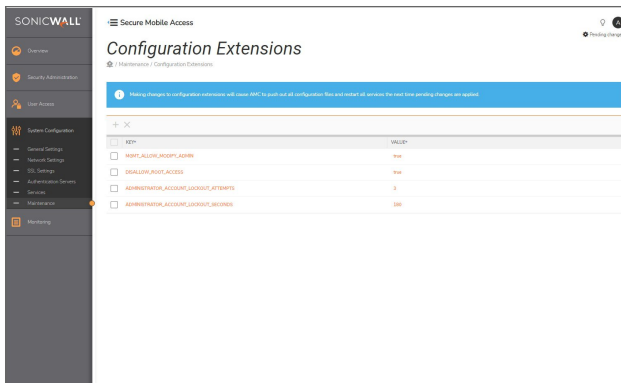 SONICWALL
Secure Mobile Access
A
Pending change
Configuration Extensions
/ Maintenance / Configuration Extensions
Making changes to configuration extensions will cause AMC to push out all configuration files and restart all services the next time pending changes are applied.
Overview
Security Administration
User Access
System Configuration
General Settings
Network Settings
SSL Settings
Authentication Servers
Services
Maintenance
Monitoring
KEY VALUE
MGMT_ALLOW_MODIFY_ADMIN true
DISALLOW_ROOT_ACCESS true
ADMINISTRATOR_ACCOUNT_LOCKOUT_ATTEMPTS
ADMINISTRATOR_ACCOUNT_LOCKOUT_SECONDS